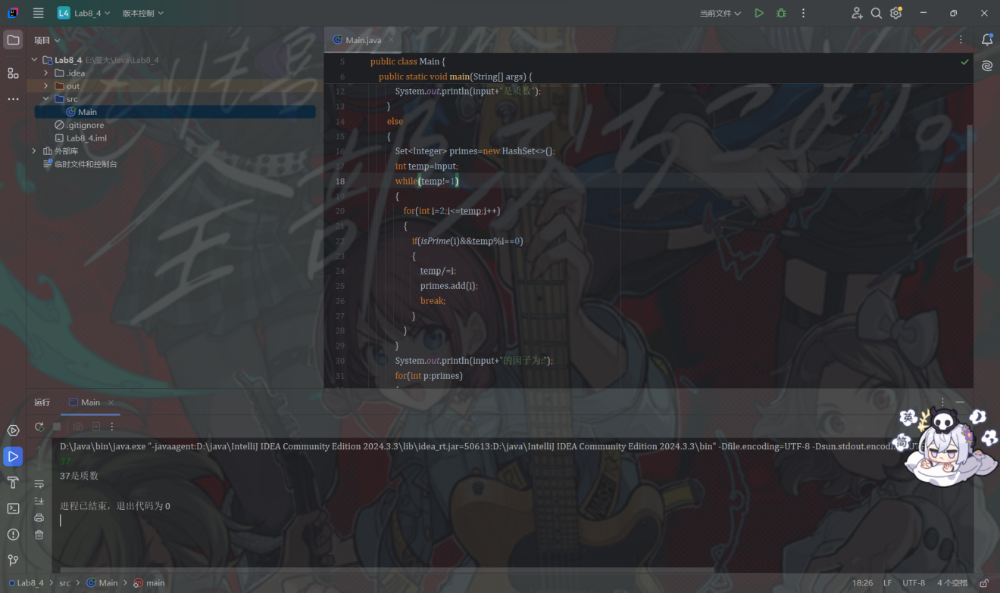 L4 Lab8_4 版本控制 当前文件
项目
Main.java
Lab8_4 E:\厦大\Java\Lab8_4
.idea
out
src
Main
.gitignore
Lab8_4.iml
外部库
临时文件和控制台
5 public class Main {
6 public static void main(String[] args) {
12 System.out.println(input+"是质数");
13 }
14 else
15 {
16 Set<Integer> primes=new HashSet<>();
17 int temp=input;
18 while(temp!=1)
19 {
20 for(int i=2;i<=temp;i++)
21 {
22 if(isPrime(i)&&temp%i==0)
23 {
24 temp/=i;
25 primes.add(i);
26 break;
27 }
28 }
29 }
30 System.out.println(input+"的因子为:");
31 for(int p:primes)
运行 Main
D:\Java\bin\java.exe "-javaagent:D:\java\IntelliJ IDEA Community Edition 2024.3.3\lib\idea_rt.jar=50613:D:\java\IntelliJ IDEA Community Edition 2024.3.3\bin" -Dfile.encoding=UTF-8 -Dsun.stdout.encodin
37
37是质数
进程已结束，退出代码为 0
英
简
Lab8_4 > src > Main > main 18:26 LF UTF-8 4 个空格